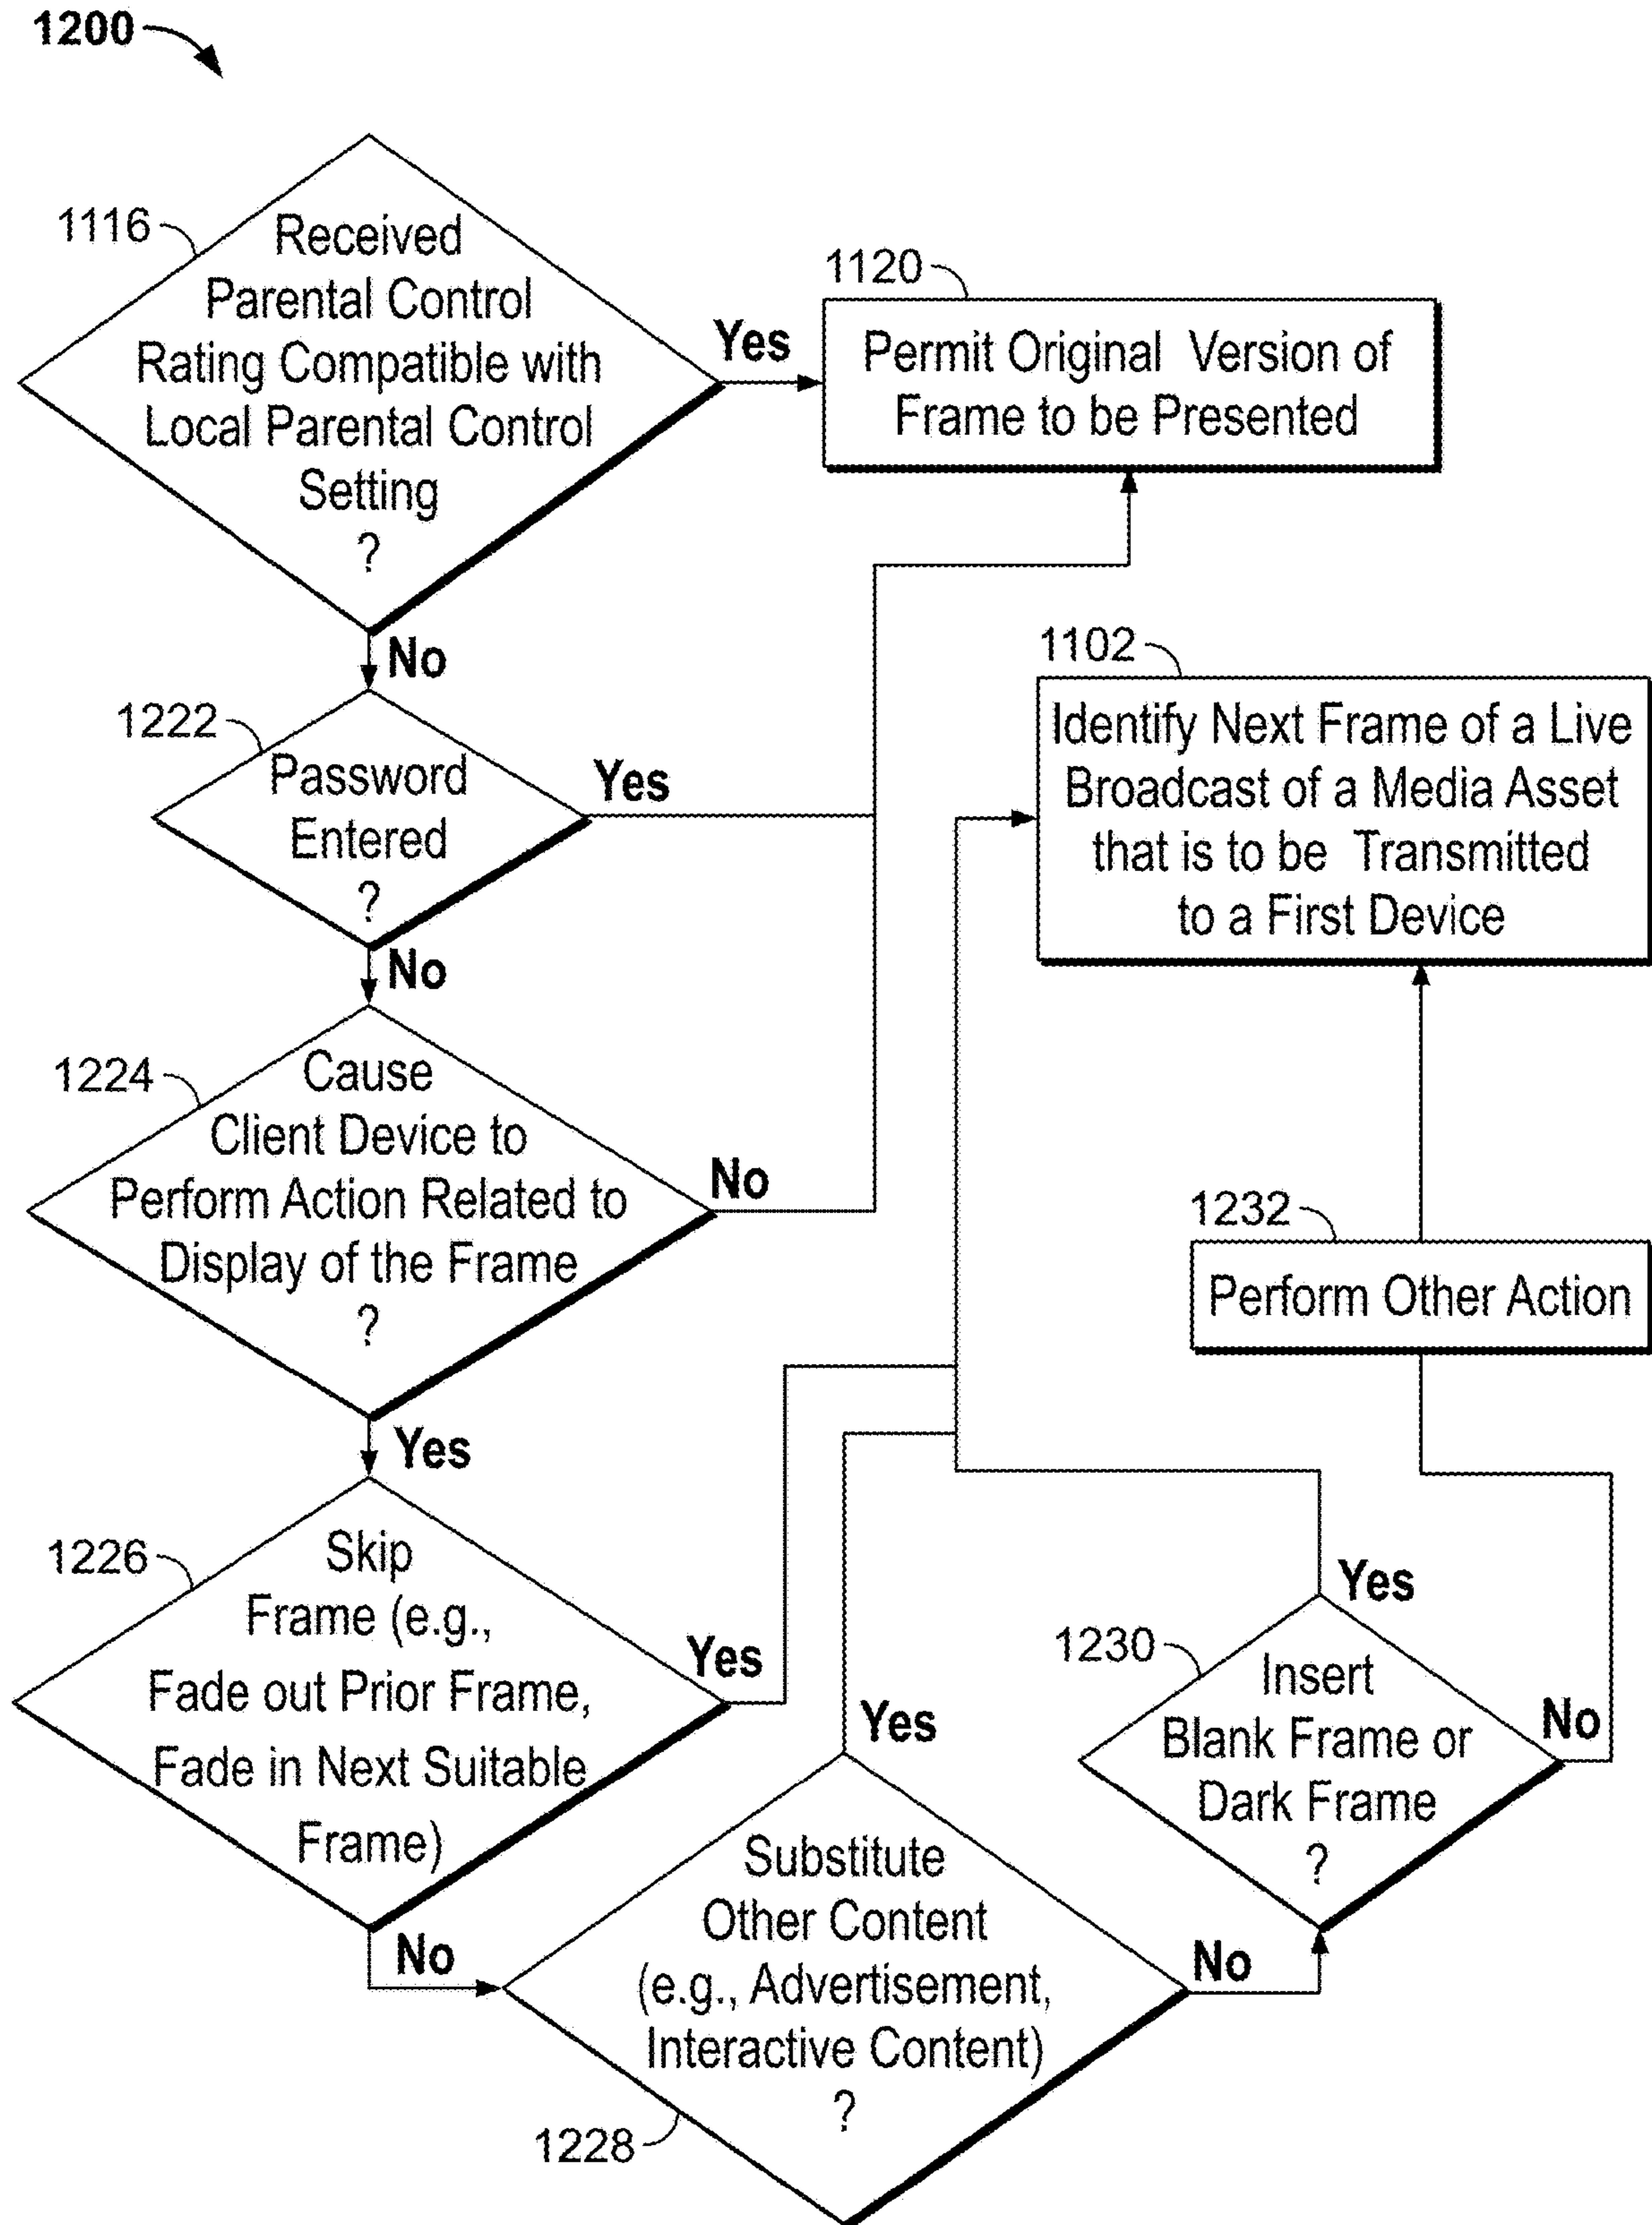 1200
1116
Received
Parental Control
Rating Compatible with
Local Parental Control
Setting
?
Yes
1120
Permit Original Version of
Frame to be Presented
No
1222
Password
Entered
?
Yes
1102
Identify Next Frame of a Live
Broadcast of a Media Asset
that is to be Transmitted
to a First Device
No
1224
Cause
Client Device to
Perform Action Related to
Display of the Frame
?
No
1232
Perform Other Action
Yes
1226
Skip
Frame (e.g.,
Fade out Prior Frame,
Fade in Next Suitable
Frame)
Yes
No
1228
Substitute
Other Content
(e.g., Advertisement,
Interactive Content)
?
Yes
No
1230
Insert
Blank Frame or
Dark Frame
?
Yes
No